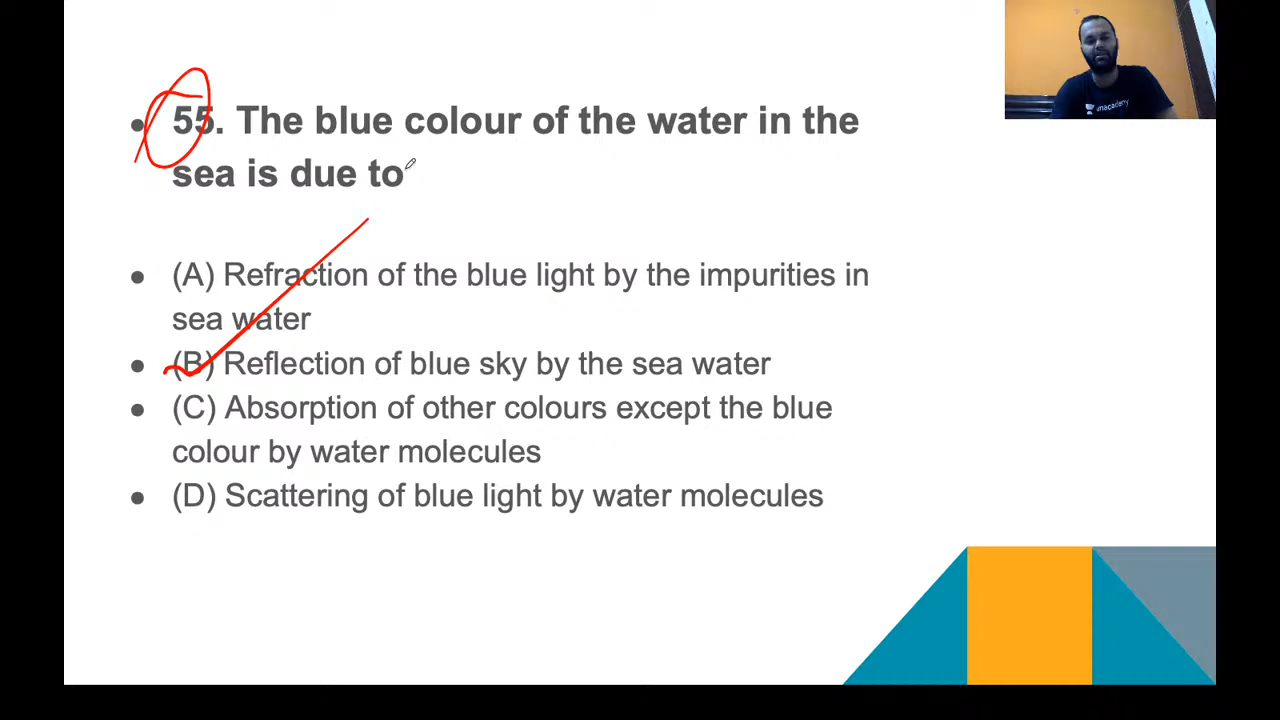 • 55. The blue colour of the water in the
sea is due to
• (A) Refraction of the blue light by the impurities in
sea water
• (B) Reflection of blue sky by the sea water
• (C) Absorption of other colours except the blue
colour by water molecules
• (D) Scattering of blue light by water molecules
unacademy